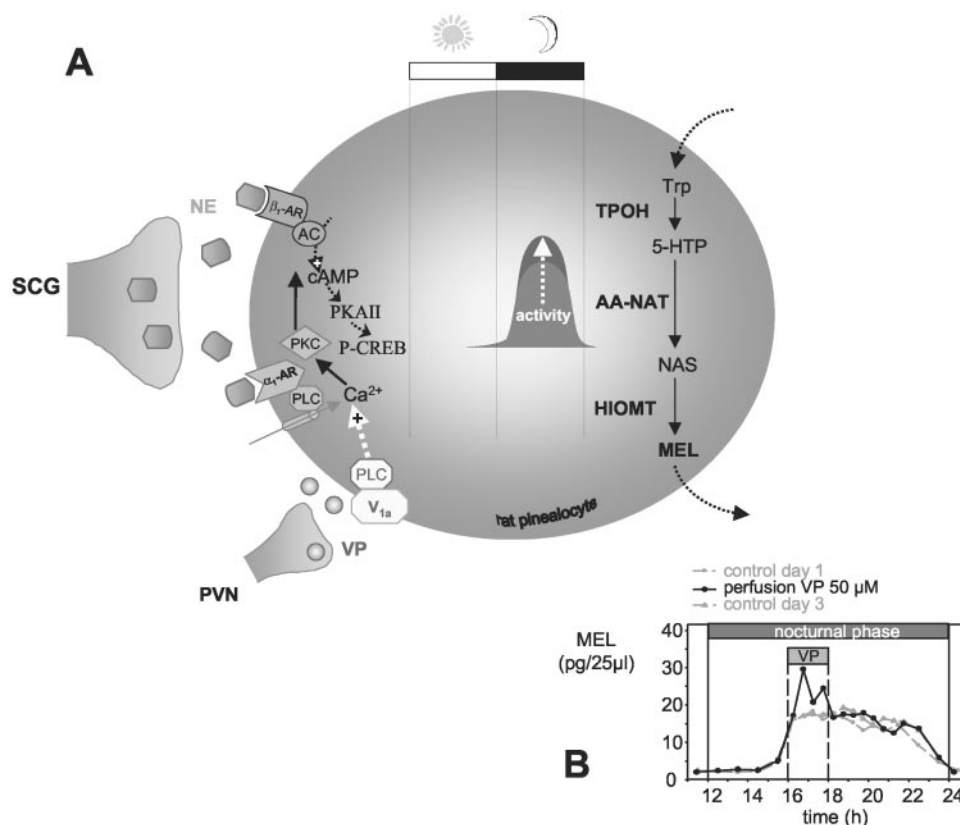 A
NE
β1-AR
AC
SCG
cAMP
PKAII
P-CREB
PKC
α1-AR
PLC
Ca2+
+
+
PLC
V1a
VP
PVN
activity
Trp
TPOH
5-HTP
AA-NAT
NAS
HIOMT
MEL
rat pinealocyte
control day 1
perfusion VP 50 µM
control day 3
MEL
(pg/25µl)
nocturnal phase
VP
40
30
20
10
0
12 14 16 18 20 22 24
time (h)
B